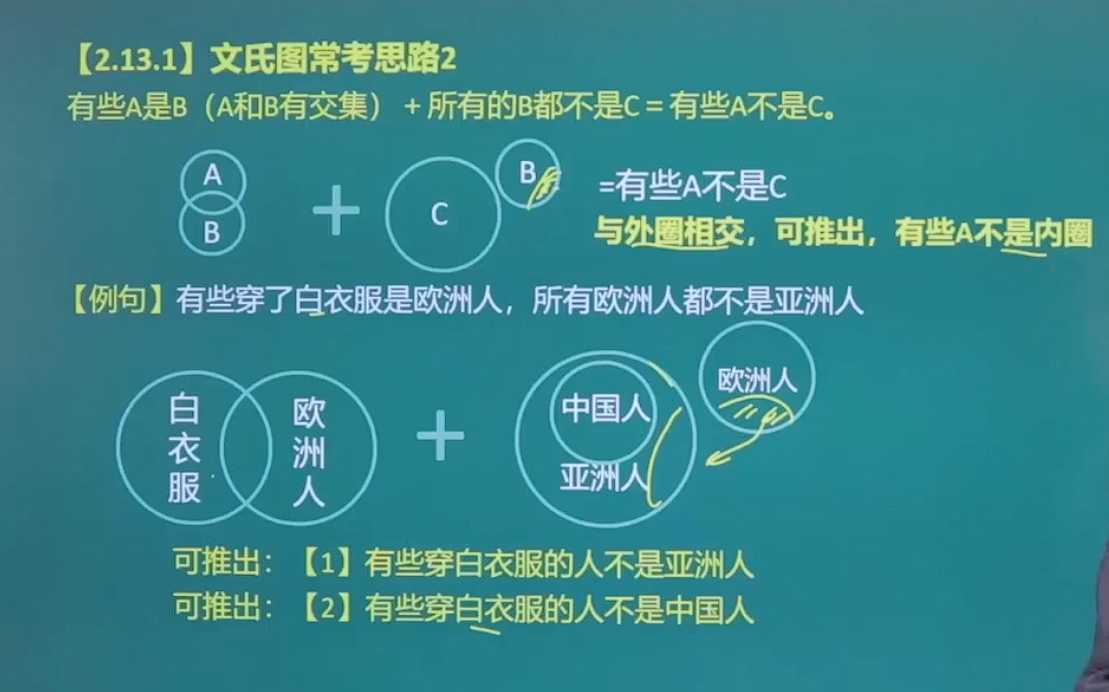 【2.13.1】文氏图常考思路2
有些A是B（A和B有交集）+所有的B都不是C=有些A不是C。
A
B
+
C
B
=有些A不是C
与外圈相交，可推出，有些A不是内圈
【例句】有些穿了白衣服是欧洲人，所有欧洲人都不是亚洲人
白衣服
欧洲人
+
中国人
亚洲人
欧洲人
可推出：【1】有些穿白衣服的人不是亚洲人
可推出：【2】有些穿白衣服的人不是中国人